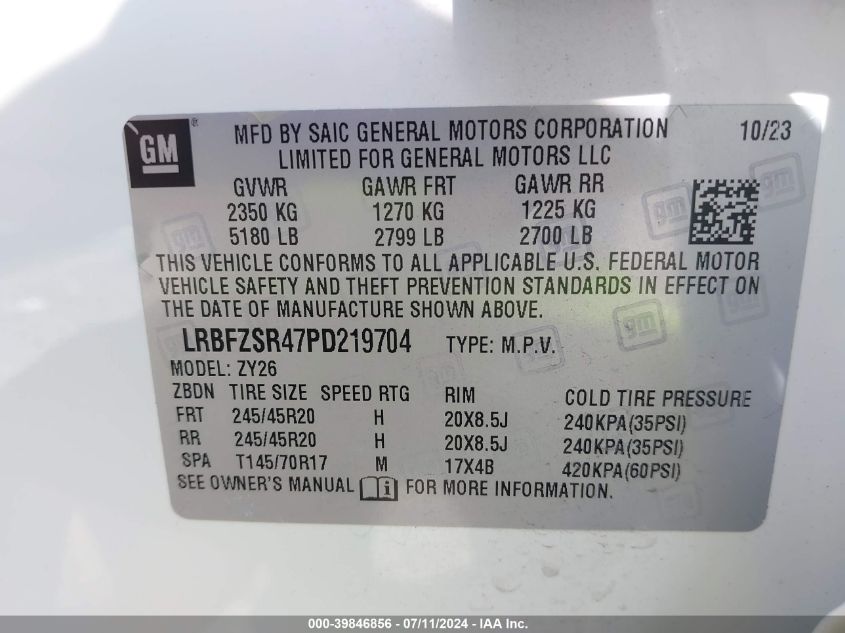 GM ®
MFD BY SAIC GENERAL MOTORS CORPORATION 10/23
LIMITED FOR GENERAL MOTORS LLC
GVWR GAWR FRT GAWR RR
2350 KG 1270 KG 1225 KG
5180 LB 2799 LB 2700 LB
THIS VEHICLE CONFORMS TO ALL APPLICABLE U.S. FEDERAL MOTOR
VEHICLE SAFETY AND THEFT PREVENTION STANDARDS IN EFFECT ON
THE DATE OF MANUFACTURE SHOWN ABOVE.
LRBFZSR47PD219704 TYPE: M.P.V.
MODEL: ZY26
ZBDN TIRE SIZE SPEED RTG RIM COLD TIRE PRESSURE
FRT 245/45R20 H 20X8.5J 240KPA(35PSI)
RR 245/45R20 H 20X8.5J 240KPA(35PSI)
SPA T145/70R17 M 17X4B 420KPA(60PSI)
SEE OWNER'S MANUAL i FOR MORE INFORMATION.
000-39846856 - 07/11/2024 - IAAI Inc.